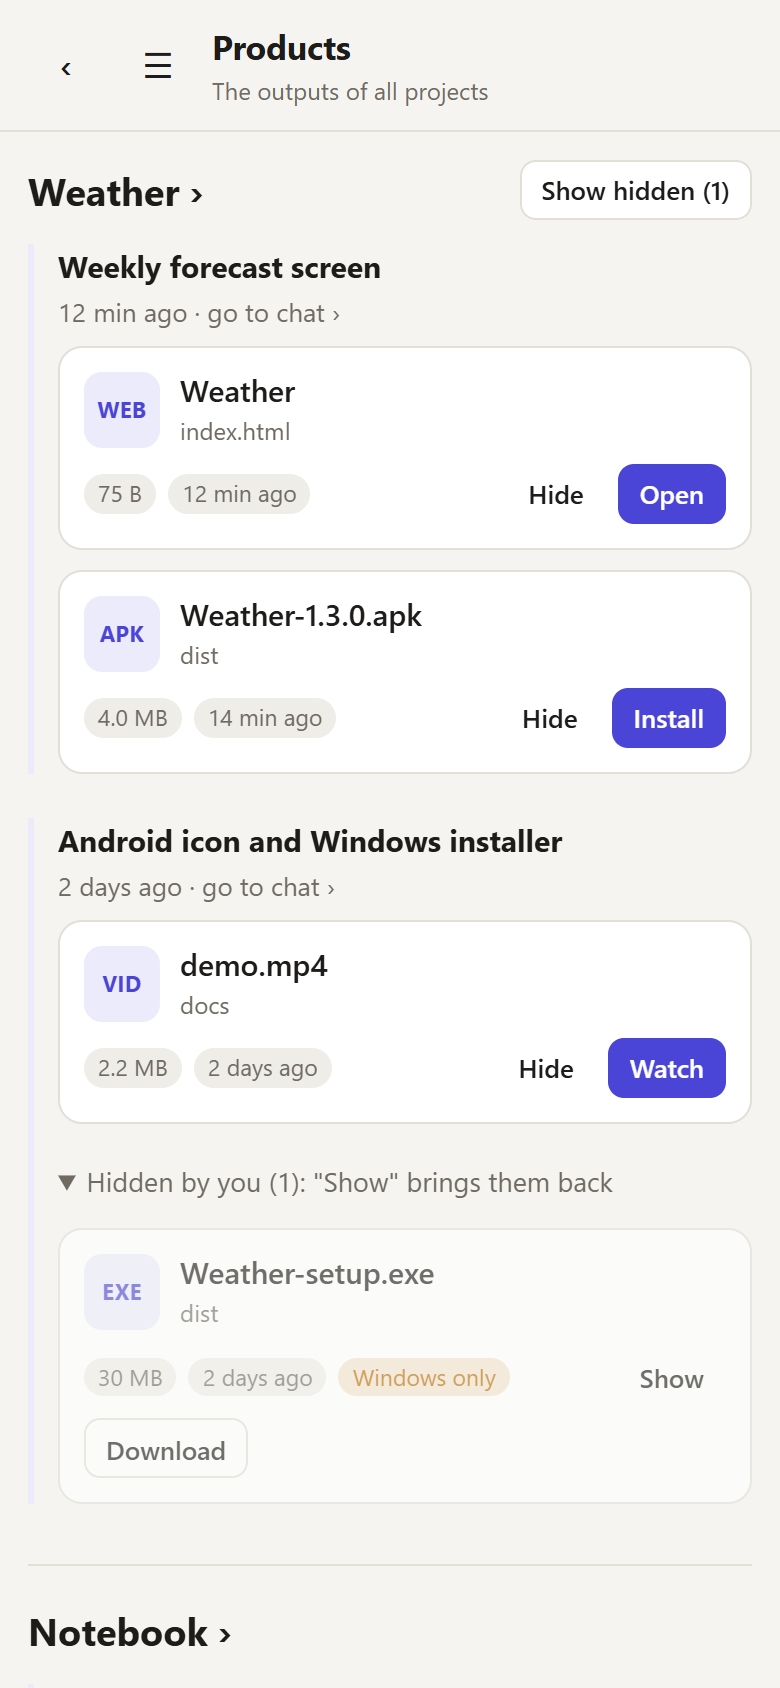 ‹ ☰ Products
The outputs of all projects
Weather ›
Show hidden (1)
Weekly forecast screen
12 min ago · go to chat ›
WEB
Weather
index.html
75 B
12 min ago
Hide
Open
APK
Weather-1.3.0.apk
dist
4.0 MB
14 min ago
Hide
Install
Android icon and Windows installer
2 days ago · go to chat ›
VID
demo.mp4
docs
2.2 MB
2 days ago
Hide
Watch
▼ Hidden by you (1): "Show" brings them back
EXE
Weather-setup.exe
dist
30 MB
2 days ago
Windows only
Show
Download
Notebook ›